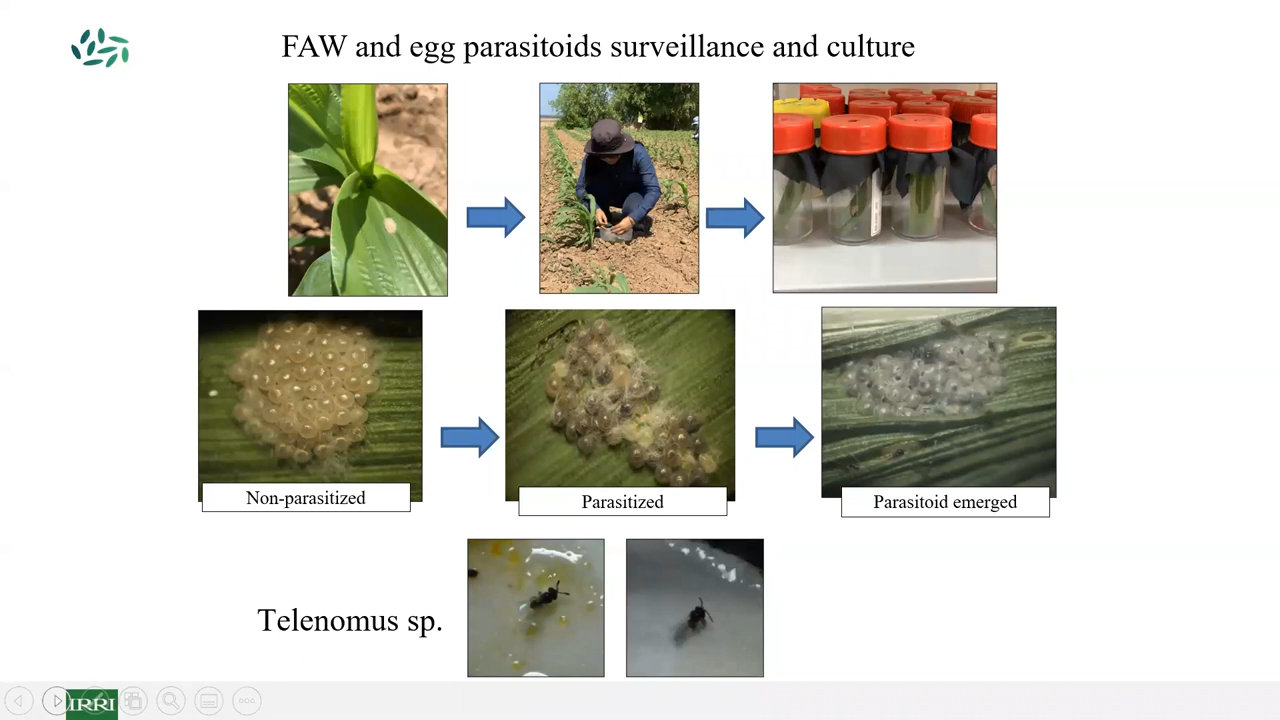 FAW and egg parasitoids surveillance and culture
Non-parasitized
Parasitized
Parasitoid emerged
Telenomus sp.
IRRI